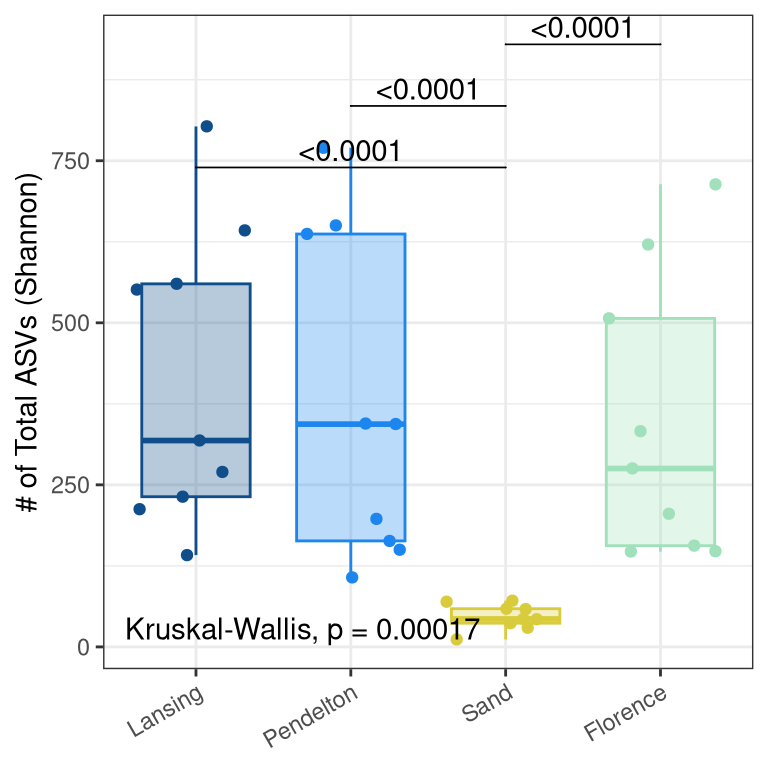 <0.0001
<0.0001
<0.0001
# of Total ASVs (Shannon)
750
500
250
0
Kruskal-Wallis, p = 0.00017
Lansing
Pendelton
Sand
Florence